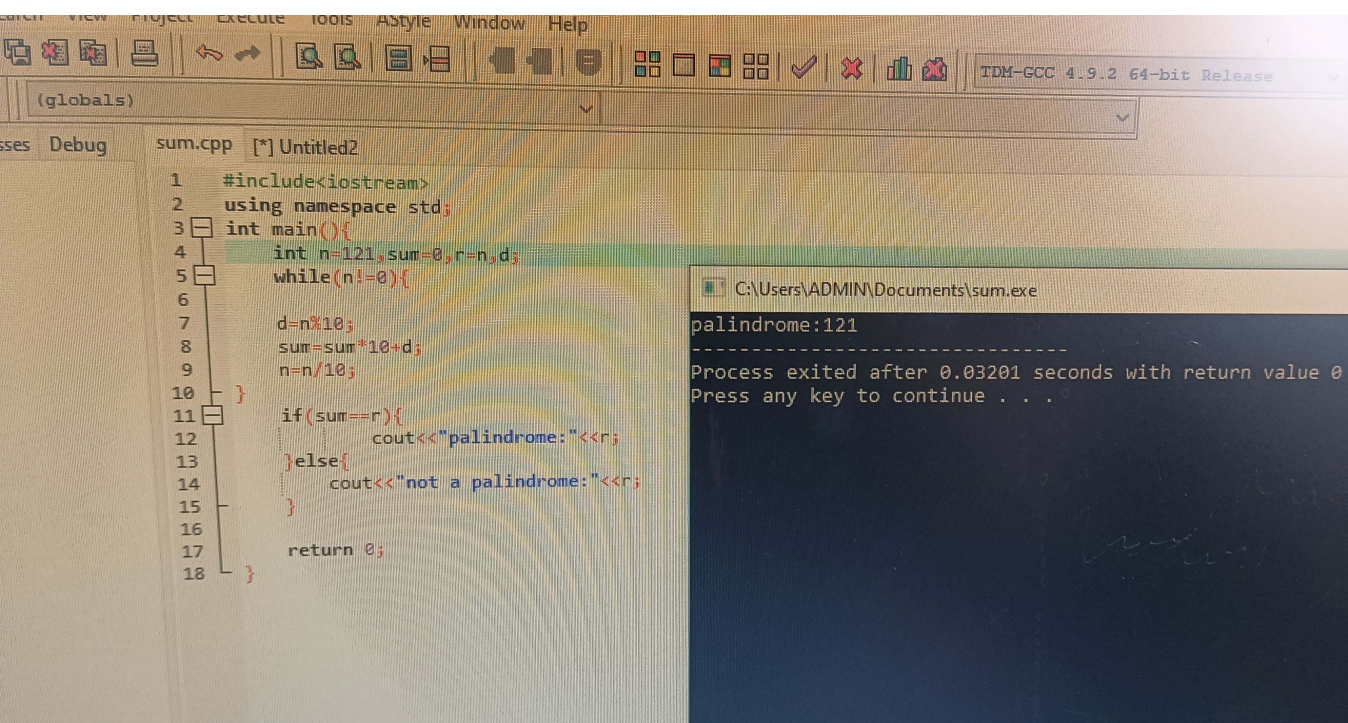 View Project Execute Tools AStyle Window Help
TDM-GCC 4.9.2 64-bit Release
(globals)
Debug
sum.cpp [*] Untitled2
1 #include<iostream>
2 using namespace std;
3 int main(){
4 int n=121,sum=0,r=n,d;
5 while(n!=0){
6
7 d=n%10;
8 sum=sum*10+d;
9 n=n/10;
10 }
11 if(sum==r){
12 cout<<"palindrome:"<<r;
13 }else{
14 cout<<"not a palindrome:"<<r;
15 }
16
17 return 0;
18 }
C:\Users\ADMIN\Documents\sum.exe
palindrome:121
--------------------------------
Process exited after 0.03201 seconds with return value 0
Press any key to continue . . .